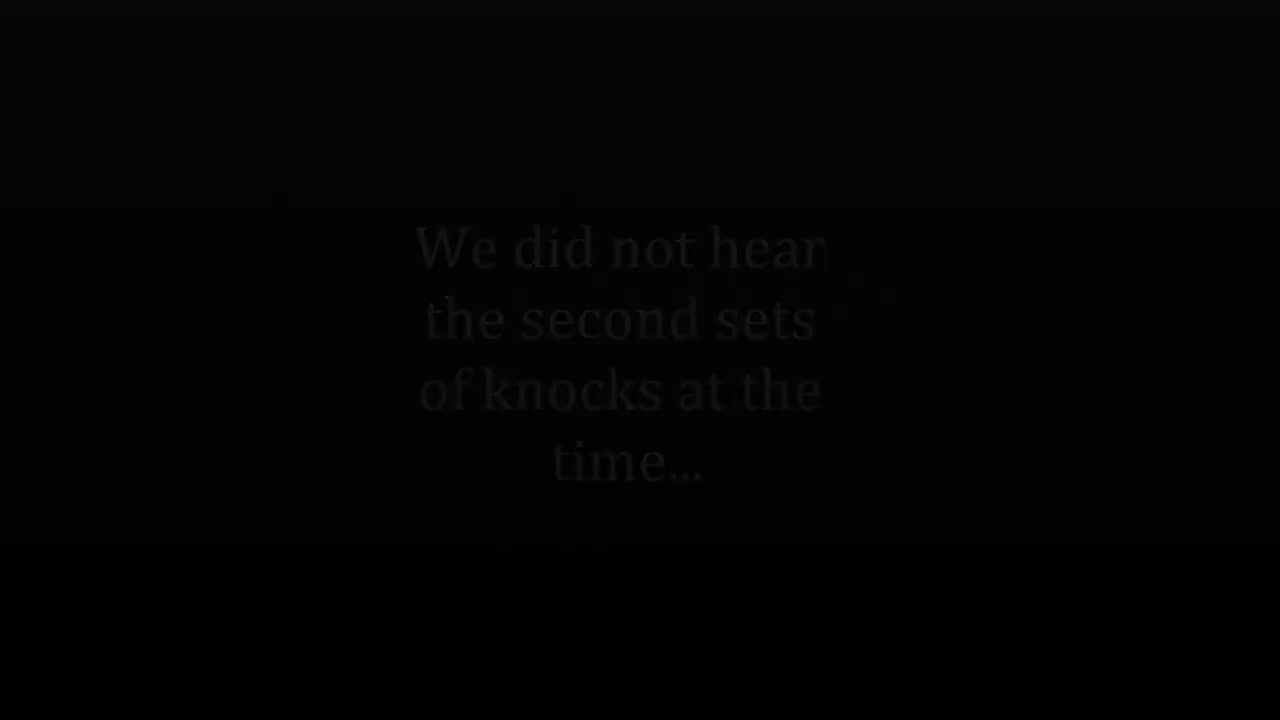 We did not hear
the second sets
of knocks at the
time...